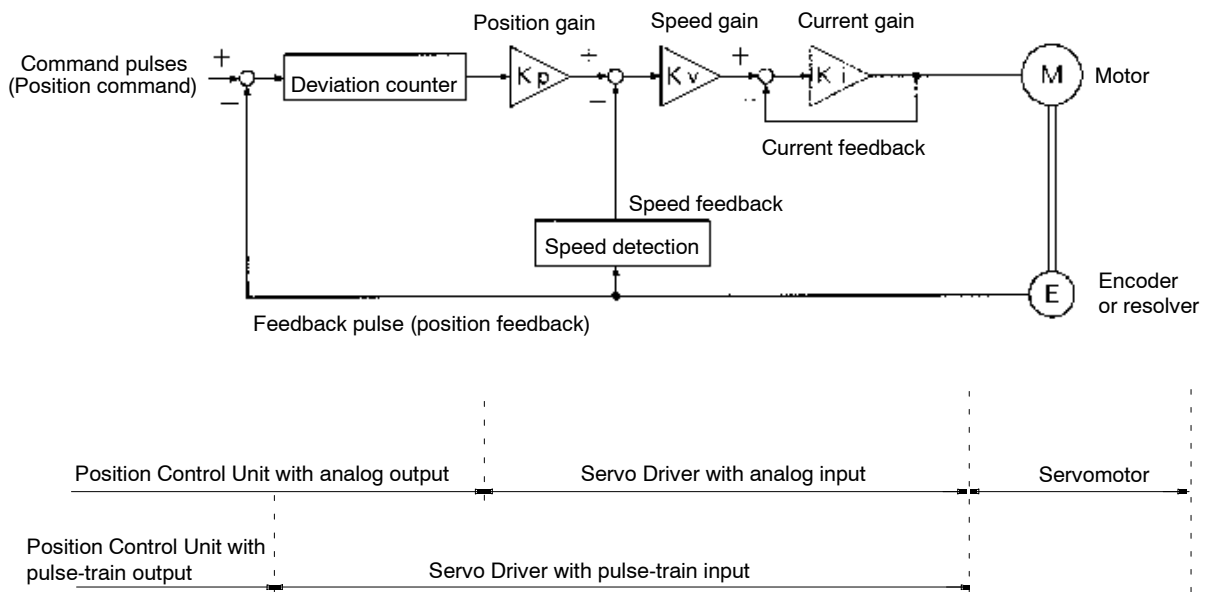 Position gain
Speed gain
Current gain
Command pulses
(Position command)
+
−
Deviation counter
Kp
÷
−
Kv
+
Ki
M
Motor
Current feedback
Speed feedback
Speed detection
E
Encoder
or resolver
Feedback pulse (position feedback)
Position Control Unit with analog output
Servo Driver with analog input
Servomotor
Position Control Unit with
pulse-train output
Servo Driver with pulse-train input